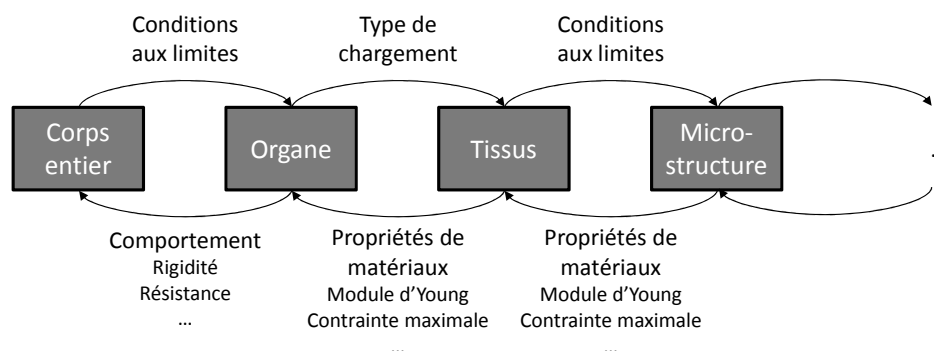 Conditions
aux limites
Type de
chargement
Conditions
aux limites
Corps
entier
Organe
Tissus
Micro-
structure
Comportement
Rigidité
Résistance
...
Propriétés de
matériaux
Module d'Young
Contrainte maximale
...
Propriétés de
matériaux
Module d'Young
Contrainte maximale
...